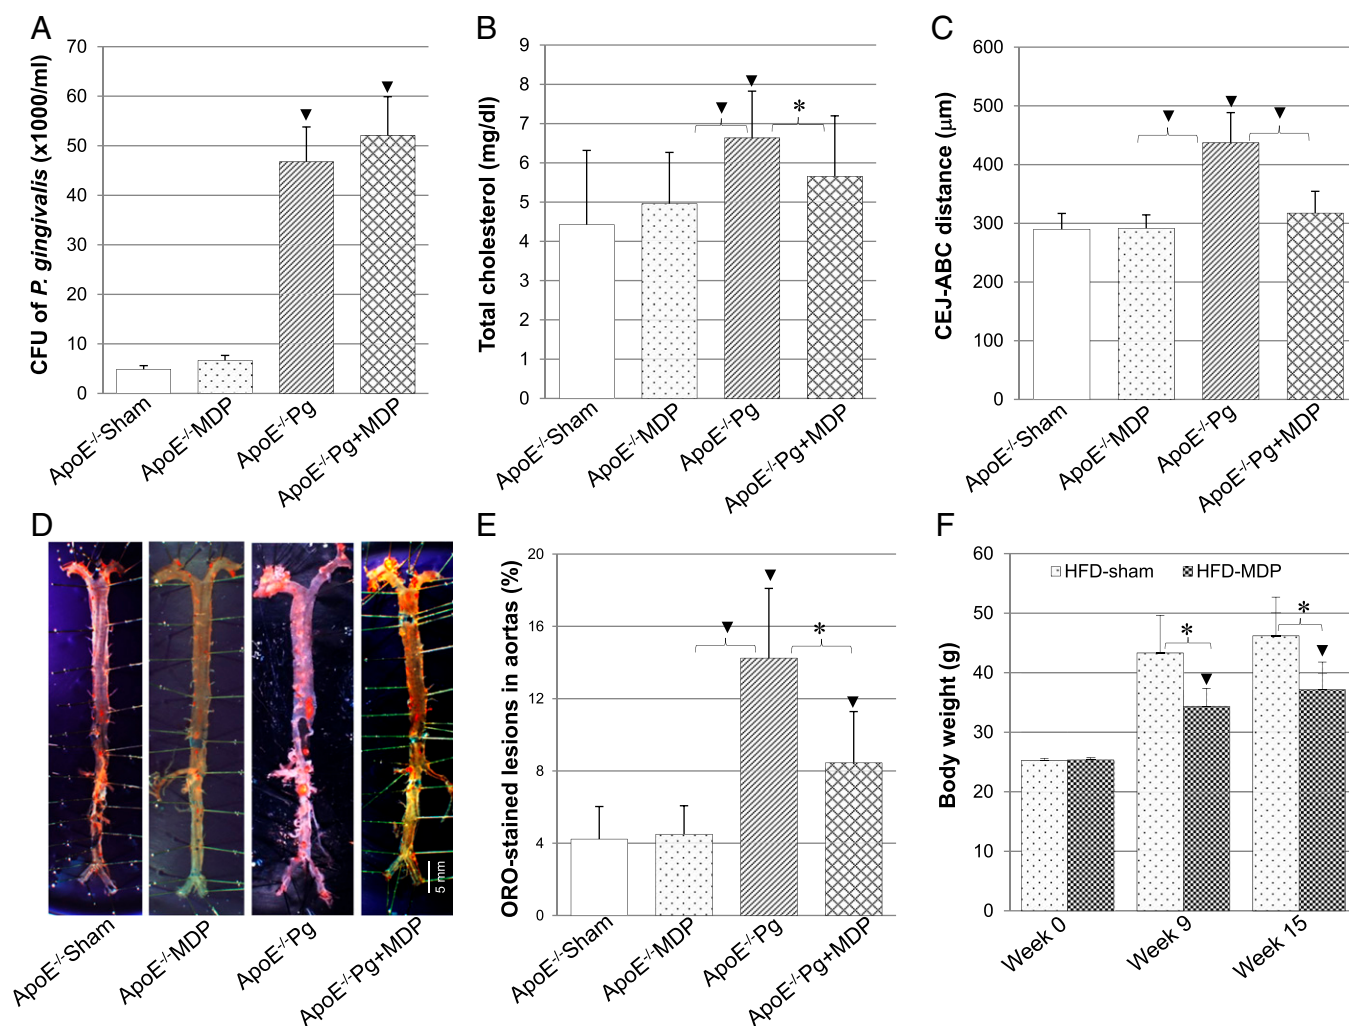 A
CFU of P. gingivalis (x1000/ml)
70
60
50
40
30
20
10
0
ApoE-/-Sham
ApoE-/-MDP
ApoE-/-Pg
ApoE-/-Pg+MDP
B
Total cholesterol (mg/dl)
9
8
7
6
5
4
3
2
1
0
*
ApoE-/-Sham
ApoE-/-MDP
ApoE-/-Pg
ApoE-/-Pg+MDP
C
CEJ-ABC distance (μm)
600
500
400
300
200
100
0
ApoE-/-Sham
ApoE-/-MDP
ApoE-/-Pg
ApoE-/-Pg+MDP
D
5 mm
ApoE-/-Sham
ApoE-/-MDP
ApoE-/-Pg
ApoE-/-Pg+MDP
E
ORO-stained lesions in aortas (%)
20
16
12
8
4
0
*
ApoE-/-Sham
ApoE-/-MDP
ApoE-/-Pg
ApoE-/-Pg+MDP
F
Body weight (g)
60
50
40
30
20
10
0
HFD-sham
HFD-MDP
*
*
Week 0
Week 9
Week 15